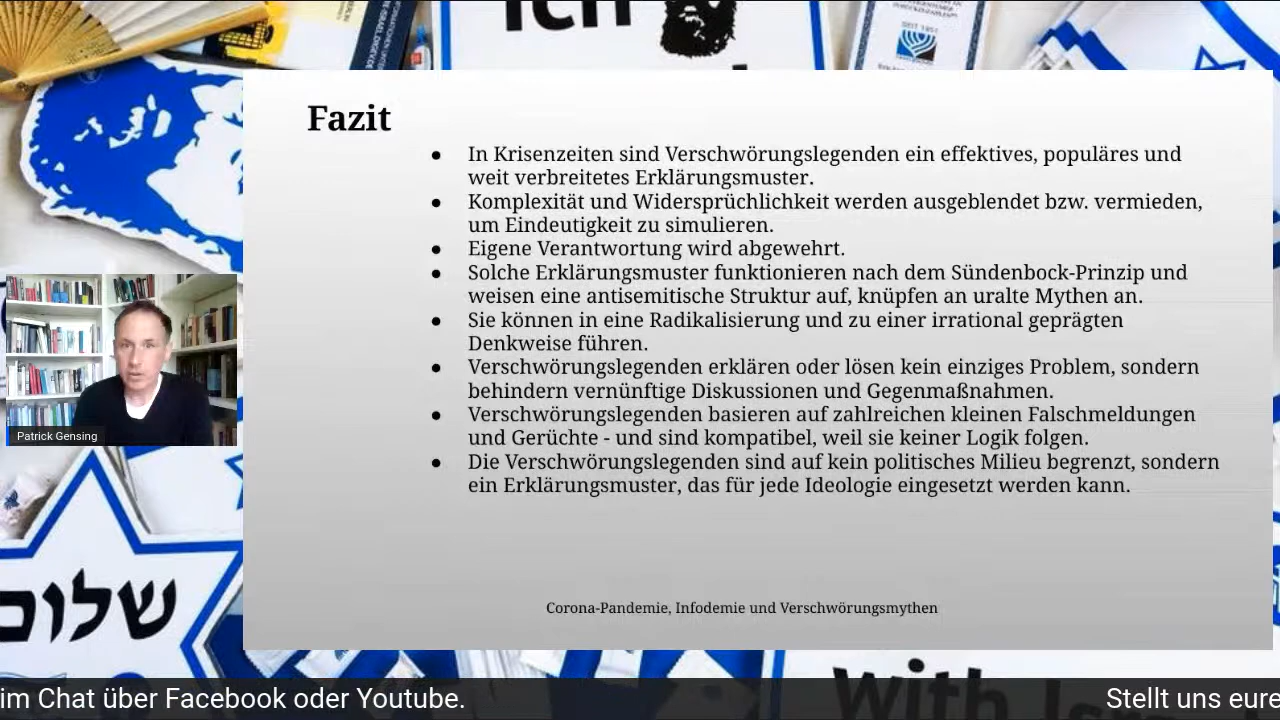 ich
SEIT 1951
Fazit
● In Krisenzeiten sind Verschwörungslegenden ein effektives, populäres und
weit verbreitetes Erklärungsmuster.
● Komplexität und Widersprüchlichkeit werden ausgeblendet bzw. vermieden,
um Eindeutigkeit zu simulieren.
● Eigene Verantwortung wird abgewehrt.
● Solche Erklärungsmuster funktionieren nach dem Sündenbock-Prinzip und
weisen eine antisemitische Struktur auf, knüpfen an uralte Mythen an.
● Sie können in eine Radikalisierung und zu einer irrational geprägten
Denkweise führen.
● Verschwörungslegenden erklären oder lösen kein einziges Problem, sondern
behindern vernünftige Diskussionen und Gegenmaßnahmen.
● Verschwörungslegenden basieren auf zahlreichen kleinen Falschmeldungen
und Gerüchte - und sind kompatibel, weil sie keiner Logik folgen.
● Die Verschwörungslegenden sind auf kein politisches Milieu begrenzt, sondern
ein Erklärungsmuster, das für jede Ideologie eingesetzt werden kann.
Patrick Gensing
שלום
Corona-Pandemie, Infodemie und Verschwörungsmythen
With Is
im Chat über Facebook oder Youtube.
Stellt uns eure